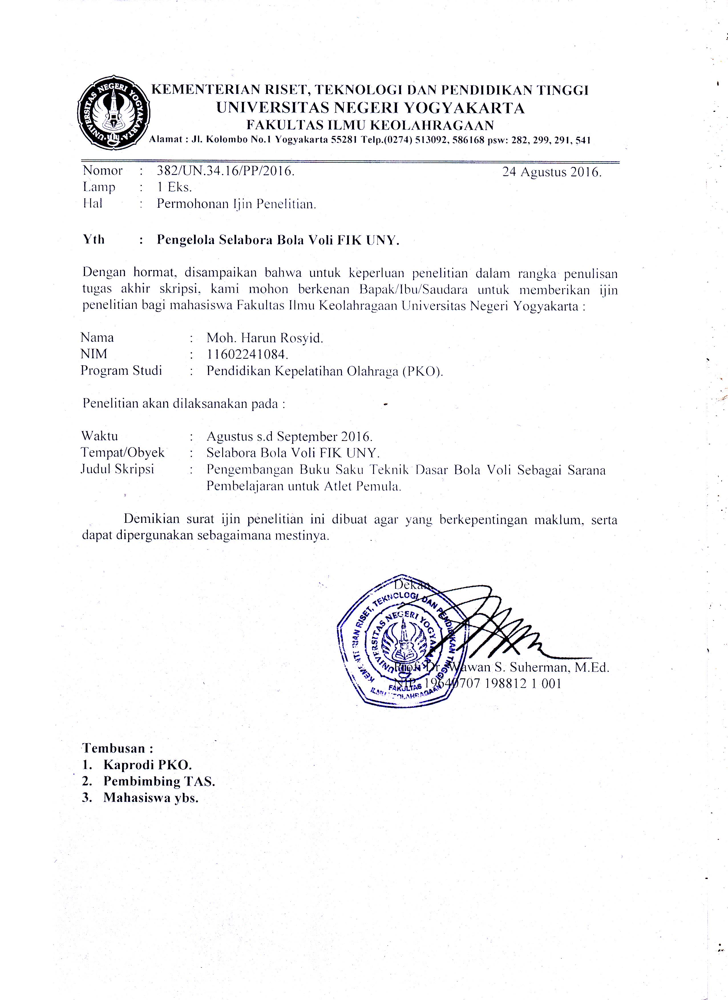 UNIVERSITAS NEGERI YOGYAKARTA
KEMENTERIAN RISET, TEKNOLOGI DAN PENDIDIKAN TINGGI
UNIVERSITAS NEGERI YOGYAKARTA
FAKULTAS ILMU KEOLAHRAGAAN
Alamat : Jl. Kolombo No.1 Yogyakarta 55281 Telp.(0274) 513092, 586168 psw: 282, 299, 291, 541
Nomor : 382/UN.34.16/PP/2016. 24 Agustus 2016.
Lamp : 1 Eks.
Hal : Permohonan Ijin Penelitian.
Yth : Pengelola Selabora Bola Voli FIK UNY.
Dengan hormat, disampaikan bahwa untuk keperluan penelitian dalam rangka penulisan
tugas akhir skripsi, kami mohon berkenan Bapak/Ibu/Saudara untuk memberikan ijin
penelitian bagi mahasiswa Fakultas Ilmu Keolahragaan Universitas Negeri Yogyakarta :
Nama : Moh. Harun Rosyid.
NIM : 11602241084.
Program Studi : Pendidikan Kepelatihan Olahraga (PKO).
Penelitian akan dilaksanakan pada :
Waktu : Agustus s.d September 2016.
Tempat/Obyek : Selabora Bola Voli FIK UNY.
Judul Skripsi : Pengembangan Buku Saku Teknik Dasar Bola Voli Sebagai Sarana
Pembelajaran untuk Atlet Pemula.
Demikian surat ijin penelitian ini dibuat agar yang berkepentingan maklum, serta
dapat dipergunakan sebagaimana mestinya.
Dekan,
KEMENTERIAN RISET, TEKNOLOGI, DAN PENDIDIKAN TINGGI
UNIVERSITAS NEGERI YOGYAKARTA
FAKULTAS
ILMU KEOLAHRAGAAN
Prof. Dr. Wawan S. Suherman, M.Ed.
NIP. 19640707 198812 1 001
Tembusan :
1. Kaprodi PKO.
2. Pembimbing TAS.
3. Mahasiswa ybs.